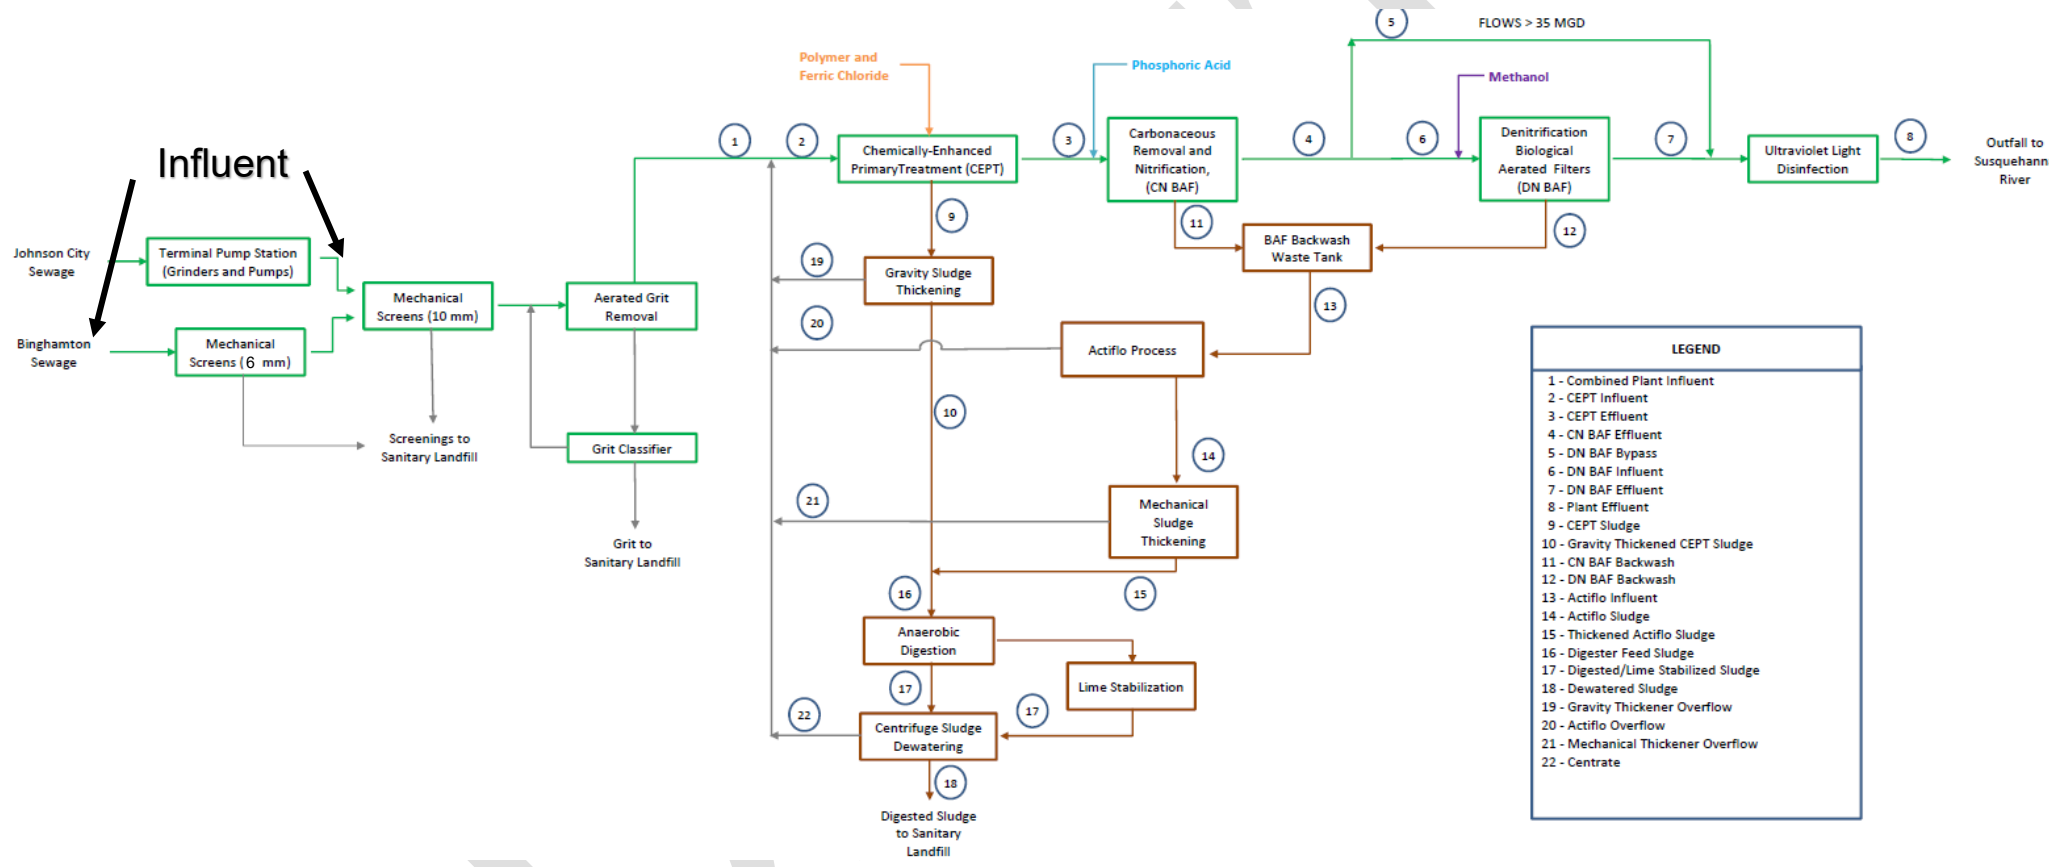 5
FLOWS > 35 MGD
Polymer and
Ferric Chloride
Phosphoric Acid
Methanol
Influent
1
2
Chemically-Enhanced
PrimaryTreatment (CEPT)
3
Carbonaceous
Removal and
Nitrification,
(CN BAF)
4
6
Denitrification
Biological
Aerated Filters
(DN BAF)
7
Ultraviolet Light
Disinfection
8
Outfall to
Susquehann
River
9
11
12
BAF Backwash
Waste Tank
Johnson City
Sewage
Terminal Pump Station
(Grinders and Pumps)
19
Gravity Sludge
Thickening
13
Mechanical
Screens (10 mm)
Aerated Grit
Removal
20
Actiflo Process
Binghamton
Sewage
Mechanical
Screens (6 mm)
10
Screenings to
Sanitary Landfill
Grit Classifier
14
21
Mechanical
Sludge
Thickening
Grit to
Sanitary Landfill
16
15
Anaerobic
Digestion
17
Lime Stabilization
22
17
Centrifuge Sludge
Dewatering
18
Digested Sludge
to Sanitary
Landfill
LEGEND
1 - Combined Plant Influent
2 - CEPT Influent
3 - CEPT Effluent
4 - CN BAF Effluent
5 - DN BAF Bypass
6 - DN BAF Influent
7 - DN BAF Effluent
8 - Plant Effluent
9 - CEPT Sludge
10 - Gravity Thickened CEPT Sludge
11 - CN BAF Backwash
12 - DN BAF Backwash
13 - Actiflo Influent
14 - Actiflo Sludge
15 - Thickened Actiflo Sludge
16 - Digester Feed Sludge
17 - Digested/Lime Stabilized Sludge
18 - Dewatered Sludge
19 - Gravity Thickener Overflow
20 - Actiflo Overflow
21 - Mechanical Thickener Overflow
22 - Centrate